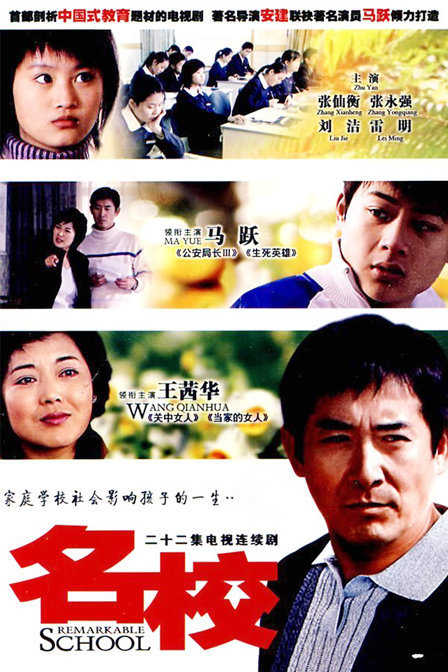 首部剖析中国式教育题材的电视剧 著名导演安建联袂著名演员马跃倾力打造
主 演
Zhu Yan
张仙衡 张永强
Zhang Xianheng Zhang Yongqiang
刘 洁 雷 明
Liu Jie Lei Ming
领衔主演 马 跃
MA YUE
《公安局长III》《生死英雄》
领衔主演 王茜华
WANG QIANHUA
《关中女人》《当家的女人》
家庭学校社会影响孩子的一生··
二十二集电视连续剧
名校
REMARKABLE
SCHOOL